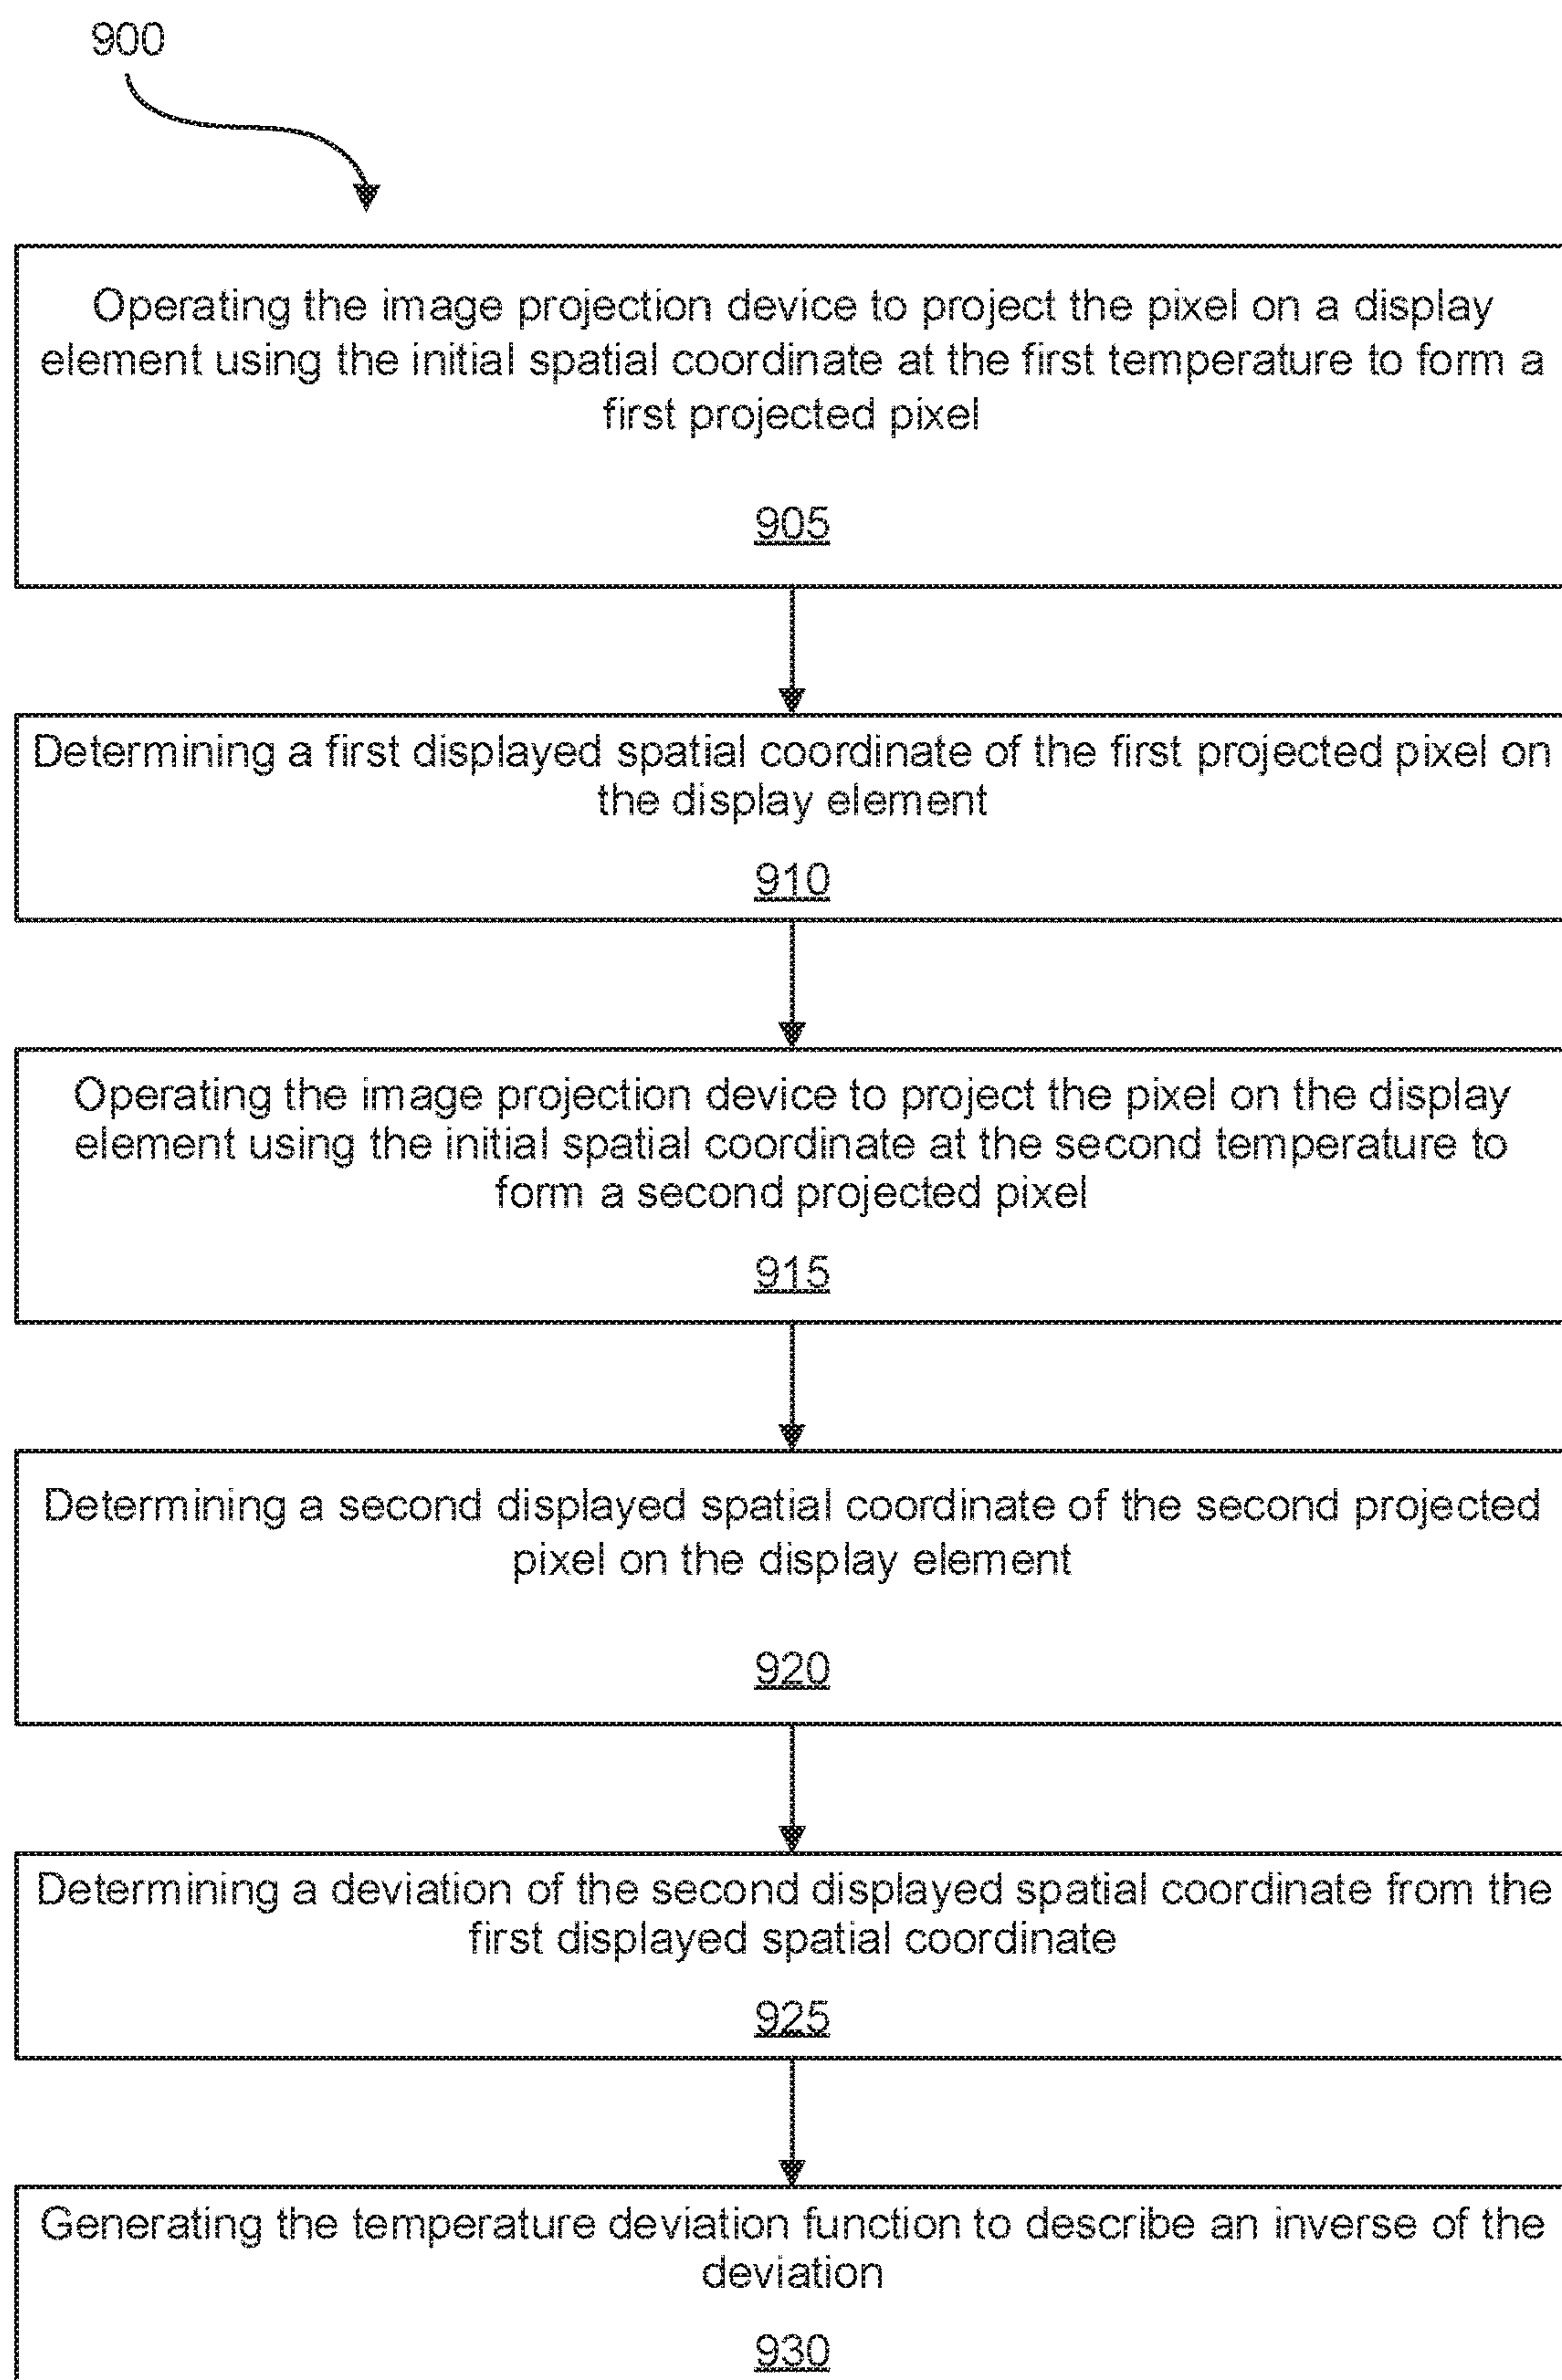 900
Operating the image projection device to project the pixel on a display
element using the initial spatial coordinate at the first temperature to form a
first projected pixel
905
Determining a first displayed spatial coordinate of the first projected pixel on
the display element
910
Operating the image projection device to project the pixel on the display
element using the initial spatial coordinate at the second temperature to
form a second projected pixel
915
Determining a second displayed spatial coordinate of the second projected
pixel on the display element
920
Determining a deviation of the second displayed spatial coordinate from the
first displayed spatial coordinate
925
Generating the temperature deviation function to describe an inverse of the
deviation
930